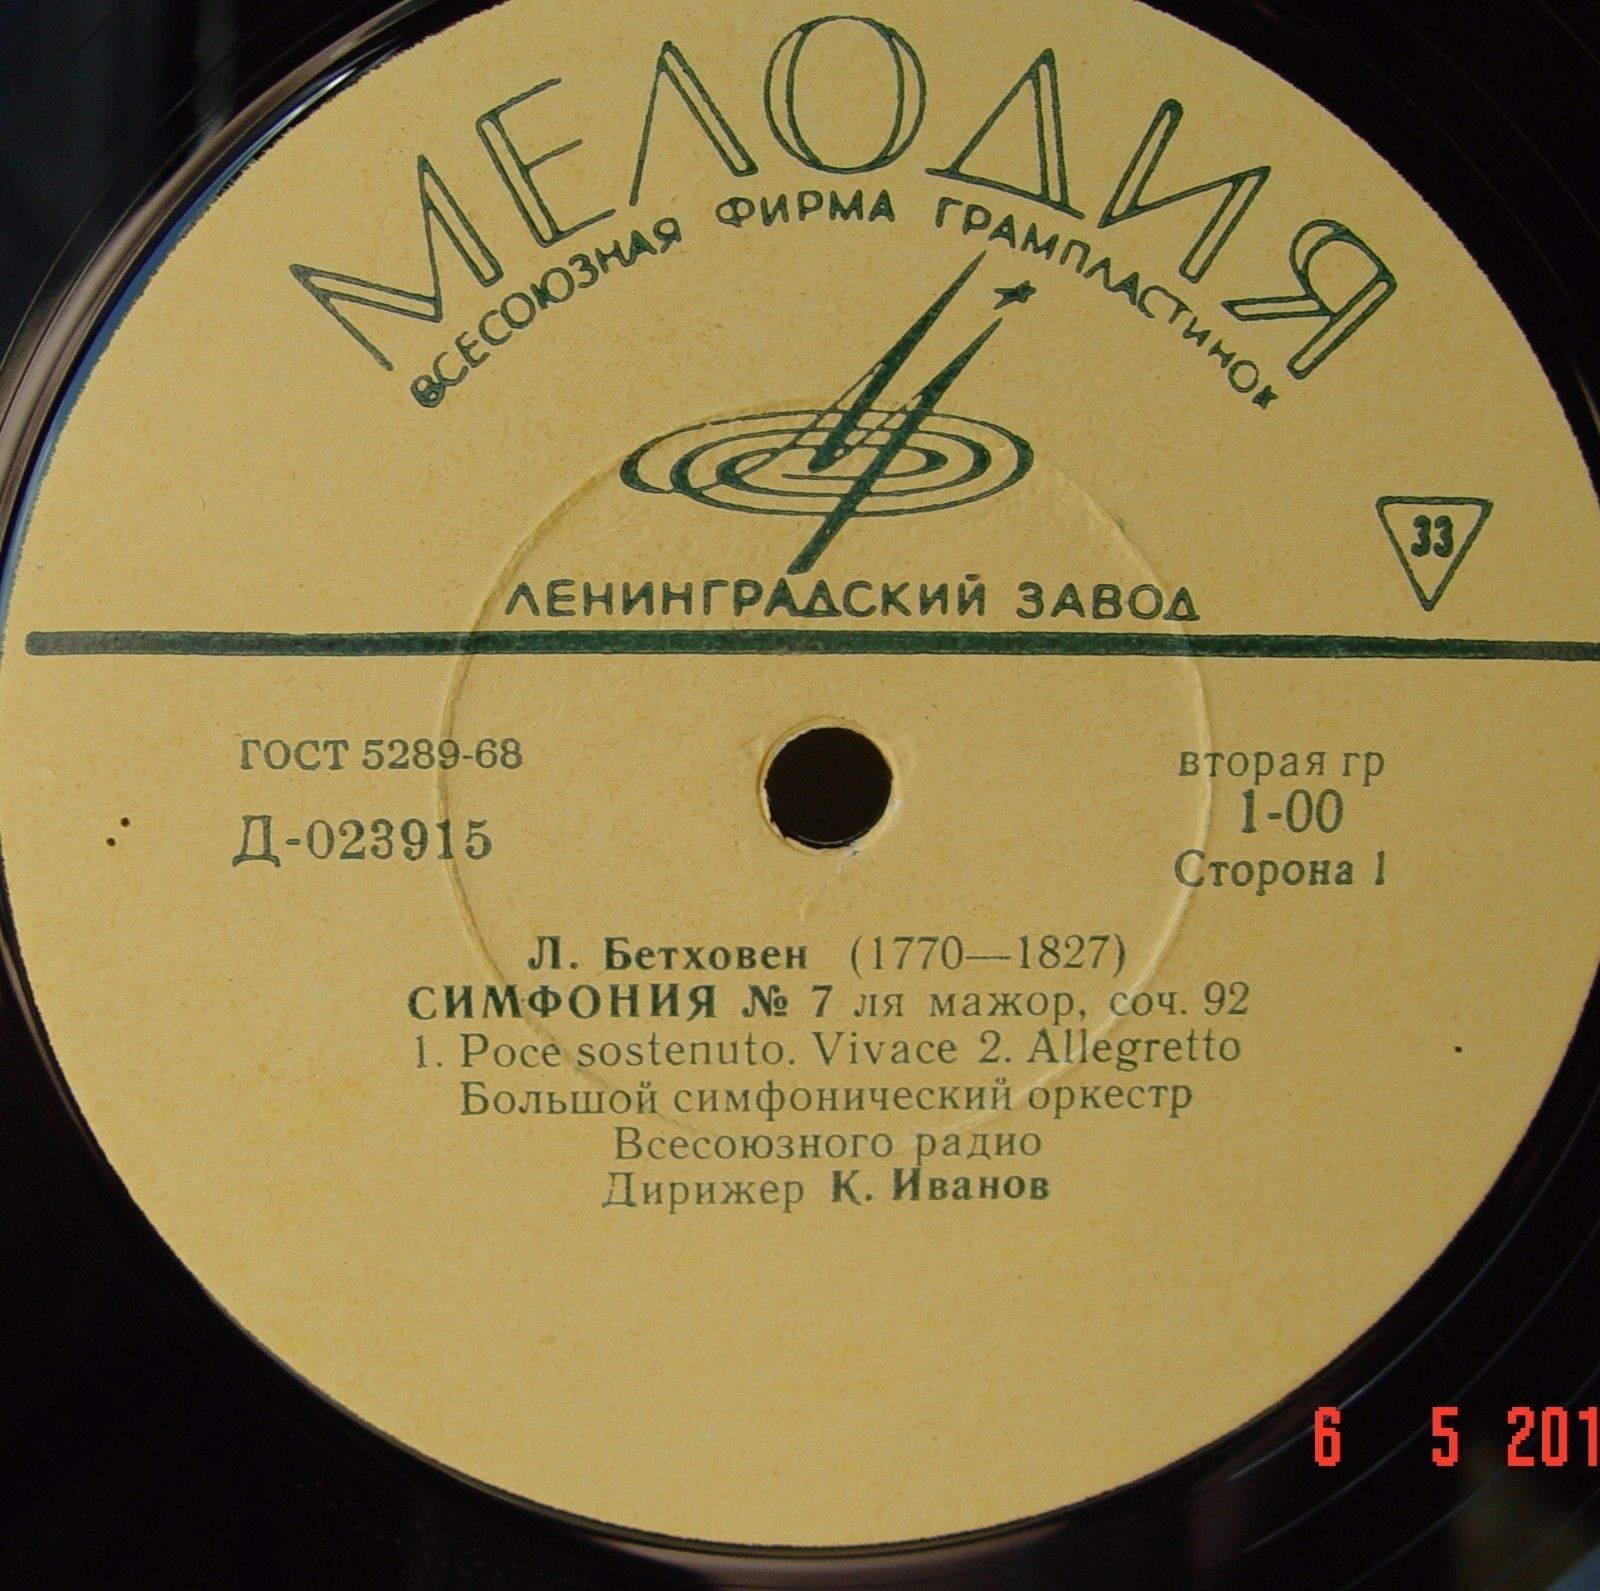 МЕЛОДИЯ
ВСЕСОЮЗНАЯ ФИРМА ГРАМПЛАСТИНОК
33
ЛЕНИНГРАДСКИЙ ЗАВОД
ГОСТ 5289-68
вторая гр
Д-023915
1-00
Сторона 1
Л. Бетховен (1770—1827)
СИМФОНИЯ № 7 ля мажор, соч. 92
1. Poce sostenuto. Vivace 2. Allegretto
Большой симфонический оркестр
Всесоюзного радио
Дирижер К. Иванов
6 5 201